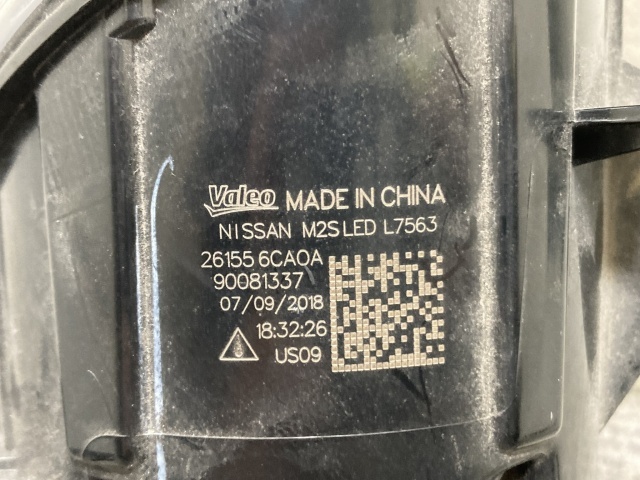 Valeo MADE IN CHINA
NISSAN M2S LED L7563
26155 6CA0A
90081337
07/09/2018
18:32:26
US09